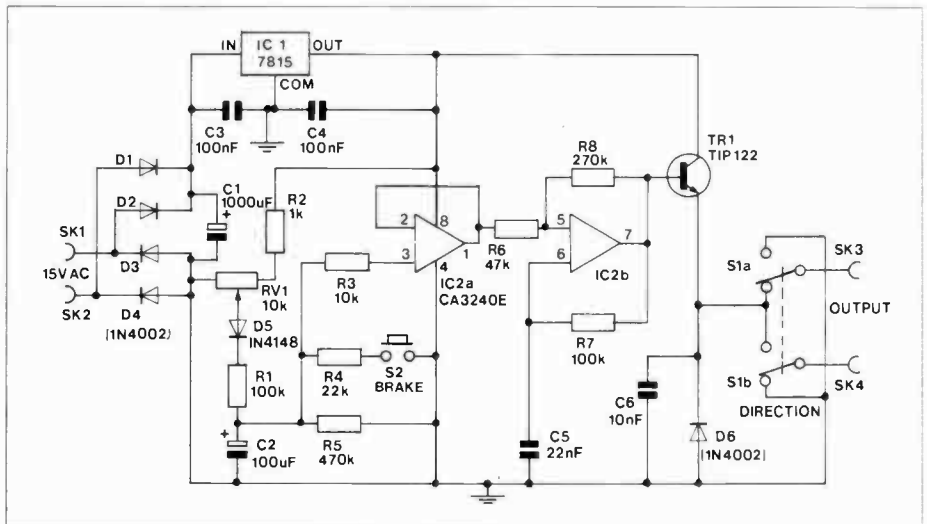 IN
IC 1
7815
OUT
COM
C3
100nF
C4
100nF
D1
D2
C1
1000uF
+
R2
1k
SK1
15V AC
SK2
D3
D4
(1N4002)
RV1
10k
D5
IN4148
R1
100k
+
C2
100uF
R3
10k
R4
22k
S2
BRAKE
R5
470k
2
3
8
4
1
IC2a
CA3240E
R6
47k
R8
270k
5
6
7
IC2b
R7
100k
C5
22nF
TR1
TIP122
C6
10nF
D6
(1N4002)
S1a
SK3
OUTPUT
S1b
SK4
DIRECTION